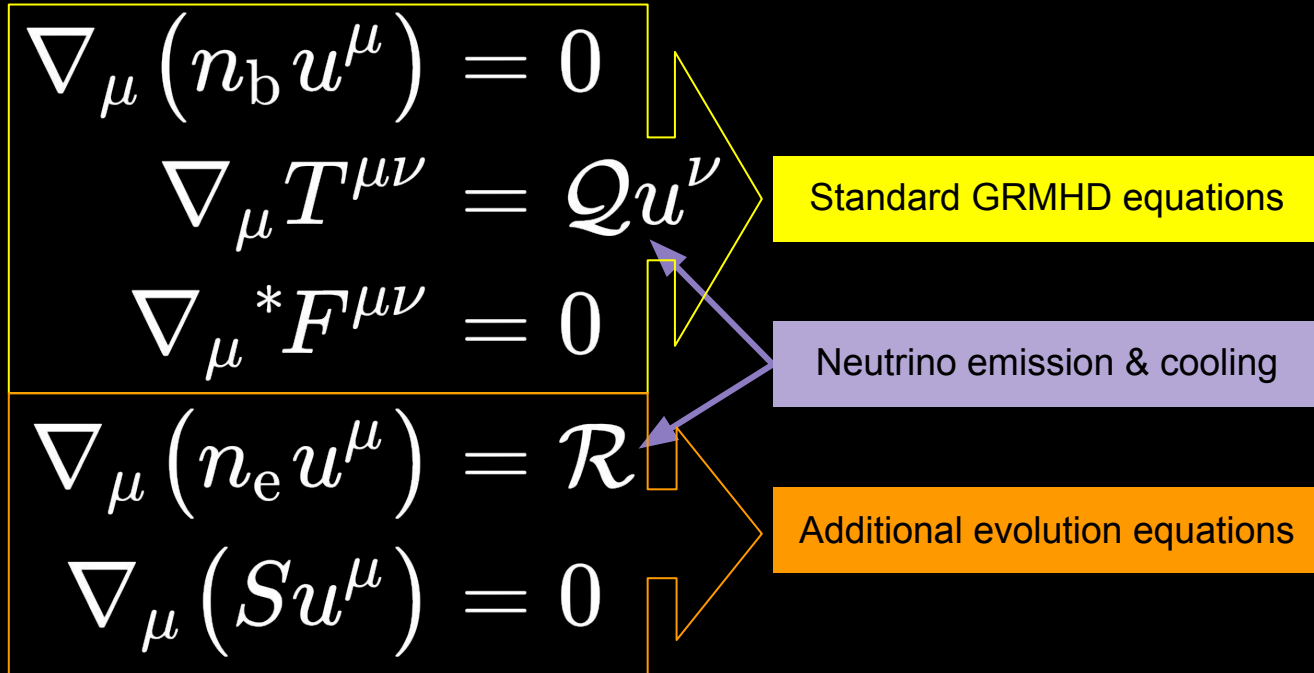 ∇_μ (n_b u^μ) = 0
∇_μ T^{μν} = 𝒬u^ν
∇_μ *F^{μν} = 0
∇_μ (n_e u^μ) = ℛ
∇_μ (S u^μ) = 0
Standard GRMHD equations
Neutrino emission & cooling
Additional evolution equations